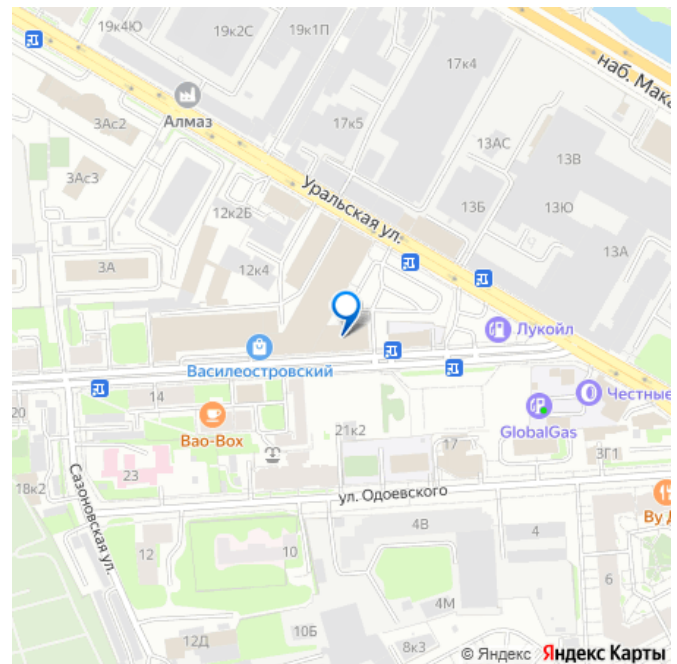 19к4Ю
19к2С
19к1П
17к4
наб. Мака
Алмаз
3Ас2
17к5
13АС
13В
3Ас3
Уральская ул.
12к2Б
13Б
13Ю
12к4
13А
3А
Лукойл
Василеостровский
14
Честные
20
Bao-Box
21к2
17
GlobalGas
3Г1
23
18к2
ул. Одоевского
Ву Д
Сазоновская ул.
4В
4
12
10
6
4М
10Б
12Д
8к3
© Яндекс Яндекс Карты